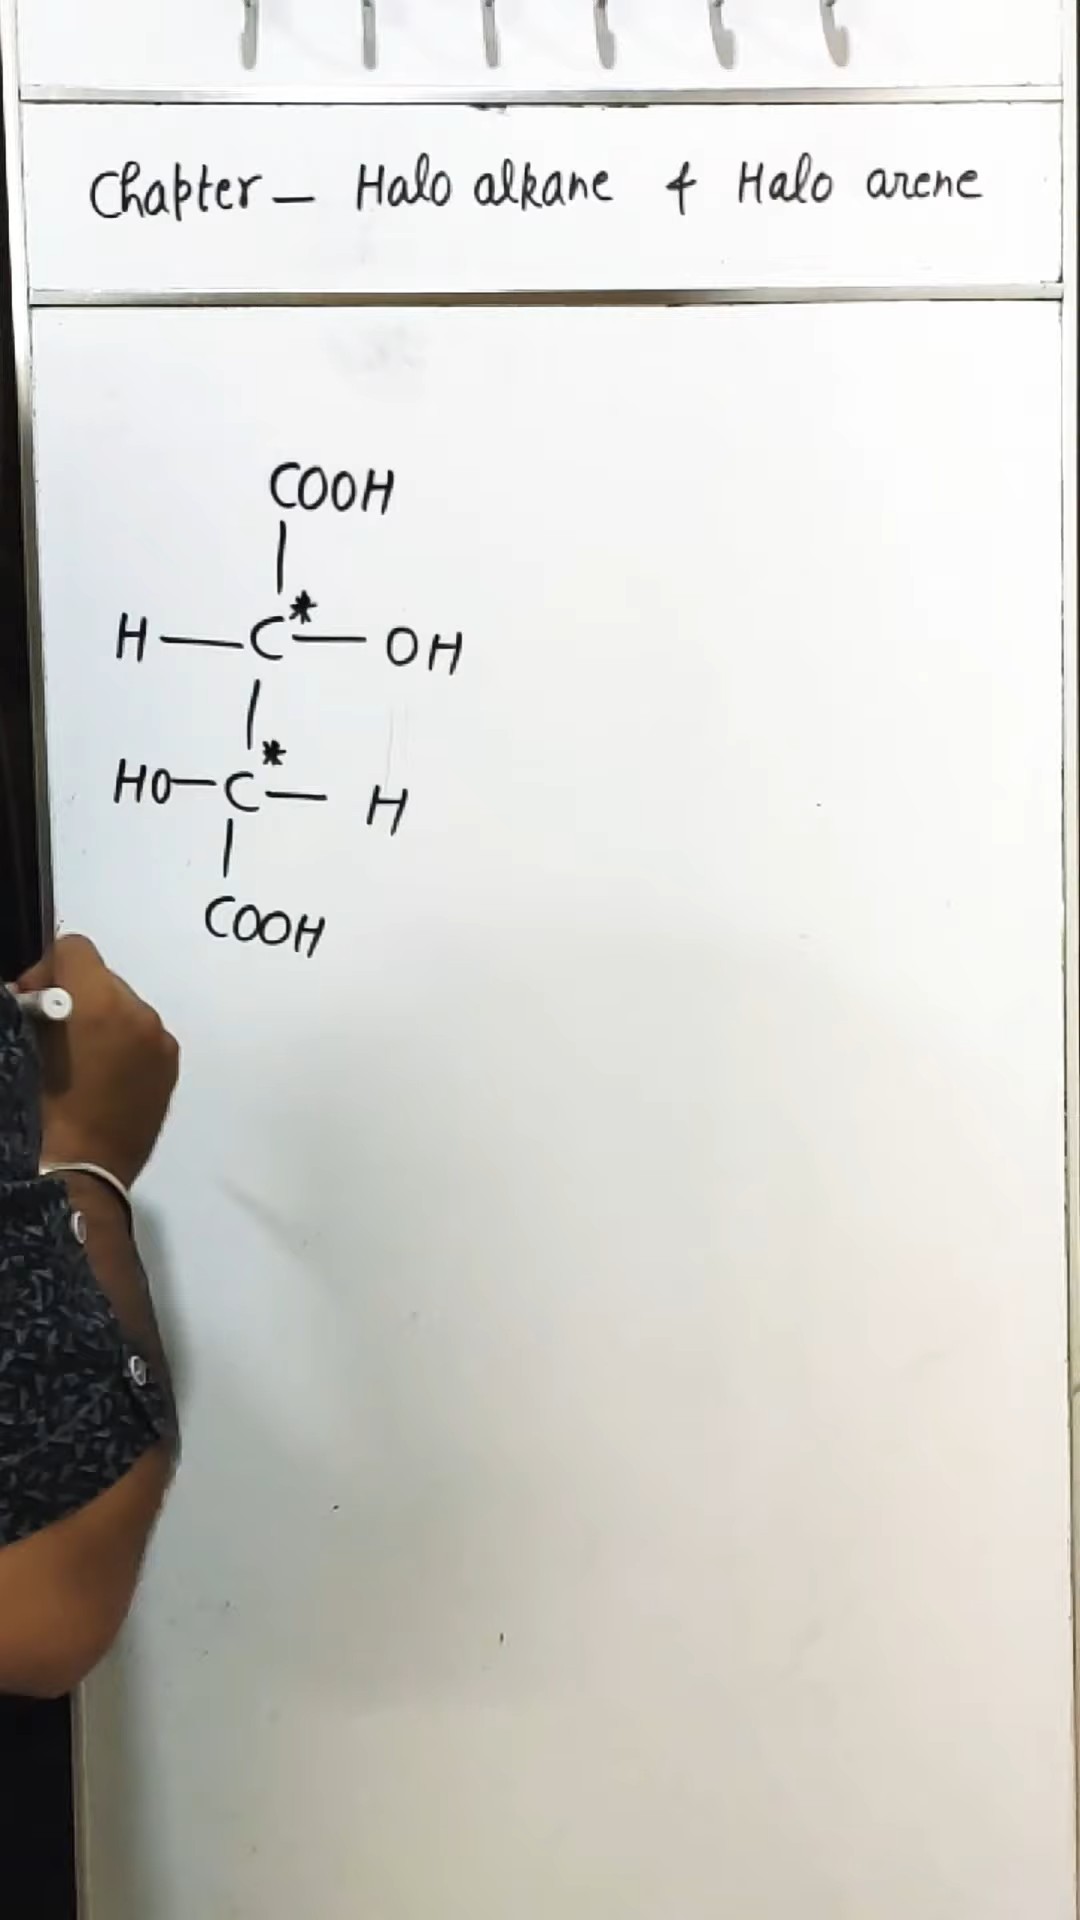 Chapter — Halo alkane & Halo arene
COOH
|
H — C* — OH
|
HO — C* — H
|
COOH